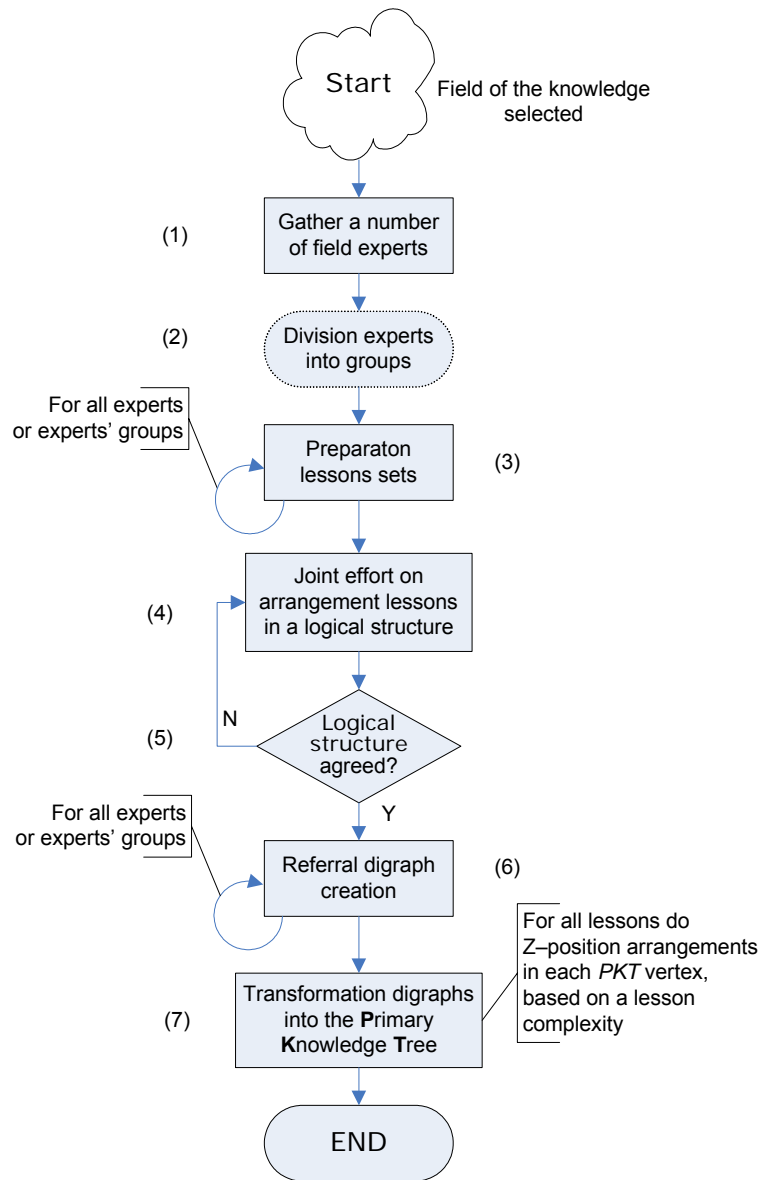 Start
Field of the knowledge
selected
(1)
Gather a number
of field experts
(2)
Division experts
into groups
For all experts
or experts’ groups
Preparaton
lessons sets
(3)
Joint effort on
arrangement lessons
in a logical structure
(4)
N
Logical
structure
agreed?
(5)
Y
For all experts
or experts’ groups
Referral digraph
creation
(6)
For all lessons do
Z–position arrangements
in each PKT vertex,
based on a lesson
complexity
Transformation digraphs
into the Primary
Knowledge Tree
(7)
END